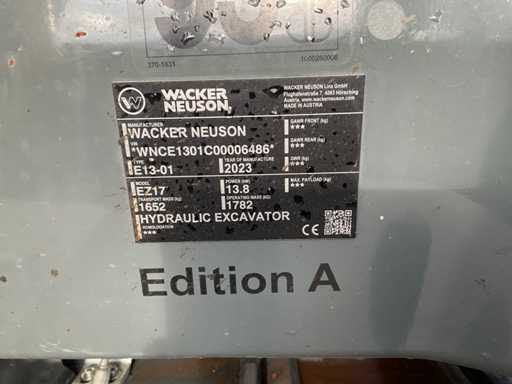 370-1631
1000260006
WACKER
NEUSON
WACKER NEUSON Linz GmbH
Flughafenstraße 7, 4063 Hörsching
Austria, www.wackerneuson.com
MADE IN AUSTRIA
MANUFACTURER
WACKER NEUSON
VIN
*WNCE1301C00006486*
TYPE
E13-01
YEAR OF MANUFACTURE
2023
MODEL
EZ17
POWER (kW)
13.8
TRANSPORT MASS (kg)
1652
OPERATING MASS (kg)
1782
HYDRAULIC EXCAVATOR
HOMOLOGATION
***
GAWR FRONT (kg)
***
GAWR REAR (kg)
***
GWR (kg)
***
MAX. PAYLOAD (kg)
***
CE
Edition A